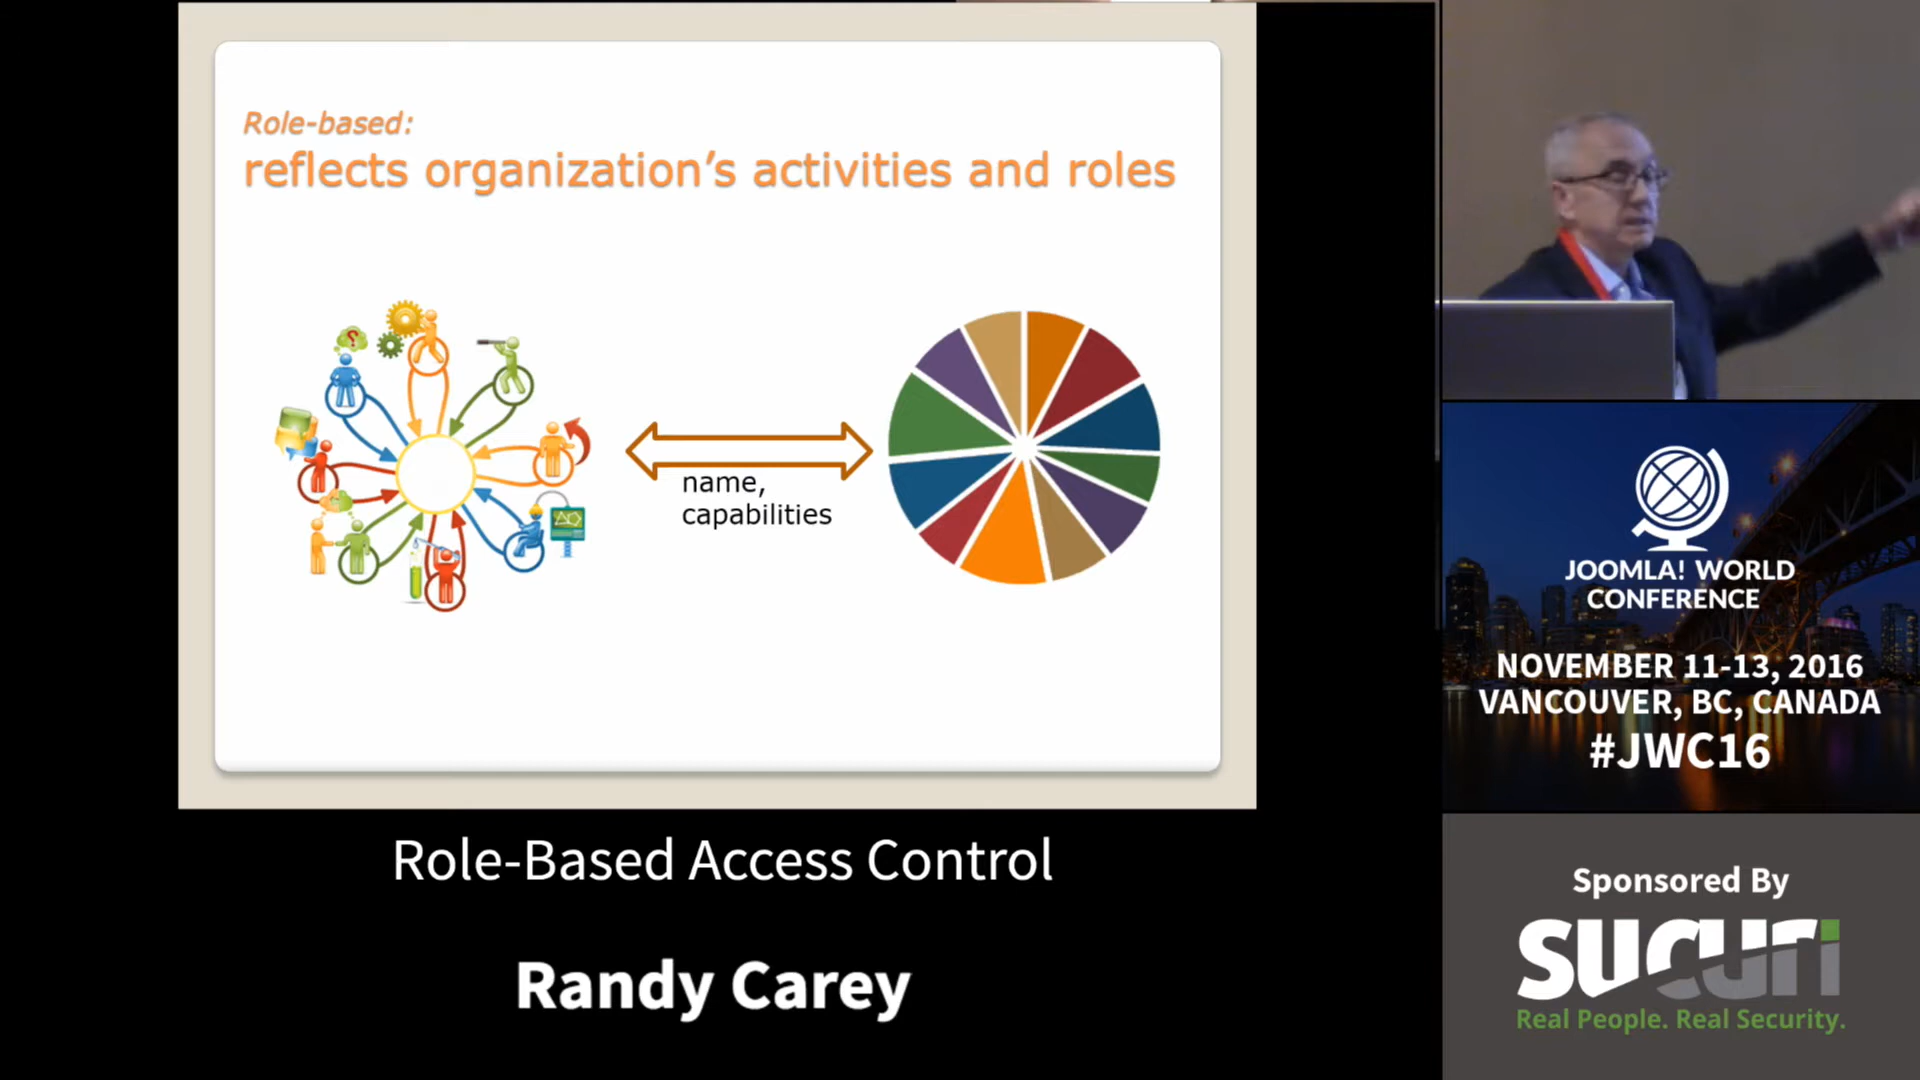 Role-based:
reflects organization’s activities and roles
?
name,
capabilities
Role-Based Access Control
Randy Carey
JOOMLA! WORLD
CONFERENCE
NOVEMBER 11-13, 2016
VANCOUVER, BC, CANADA
#JWC16
Sponsored By
SUCURI
Real People. Real Security.